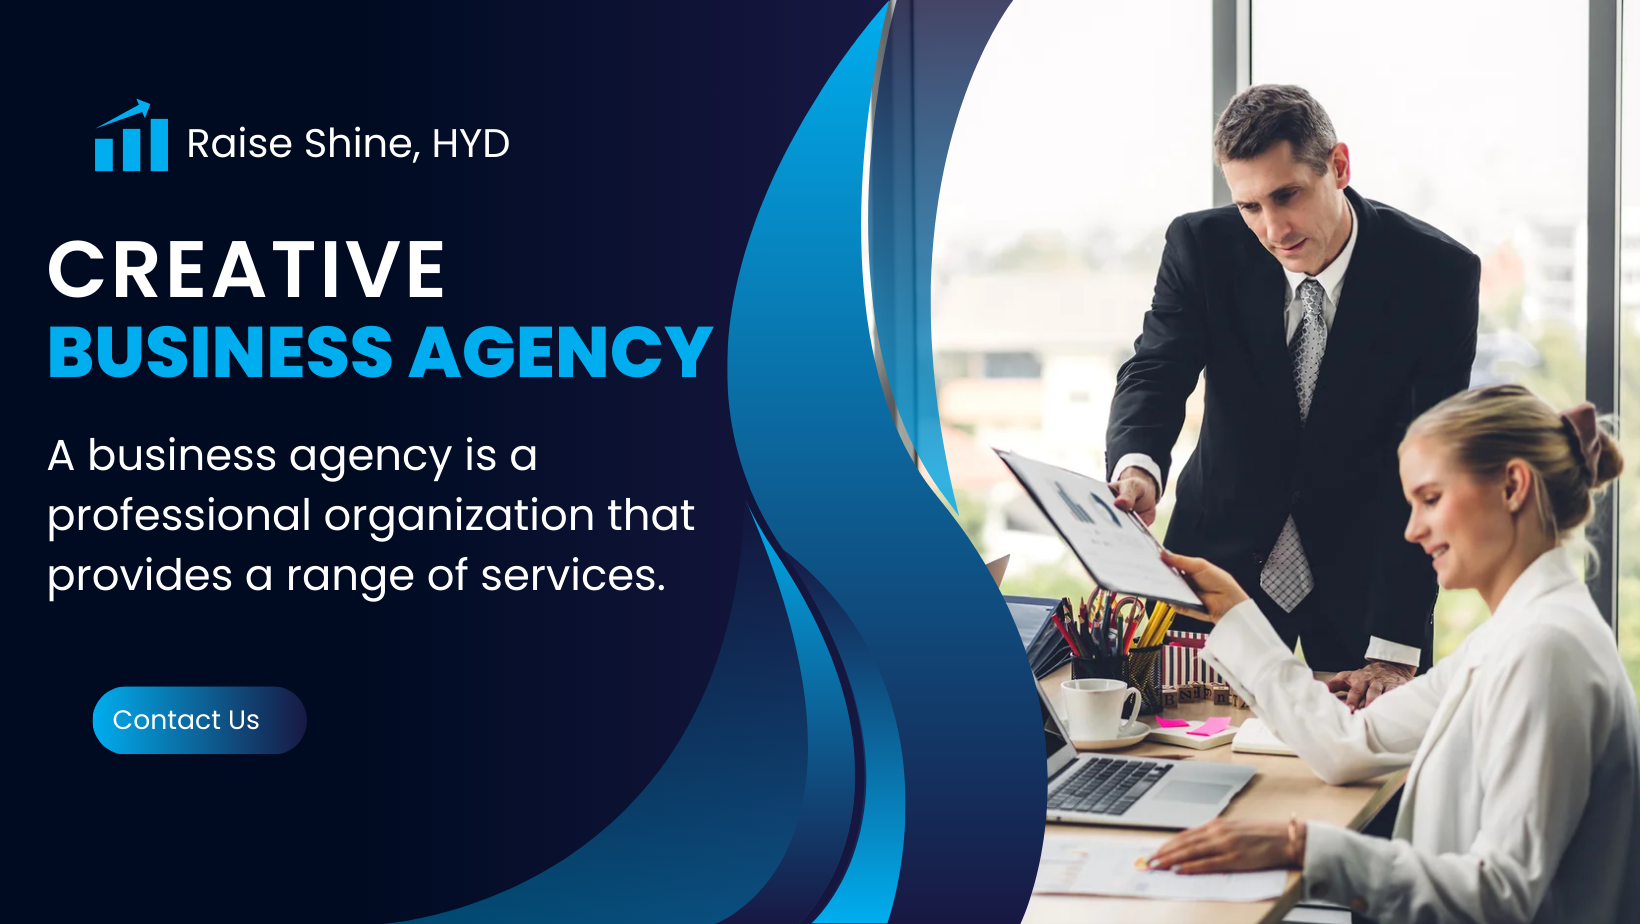 Raise Shine, HYD
CREATIVE
BUSINESS AGENCY
A business agency is a
professional organization that
provides a range of services.
Contact Us